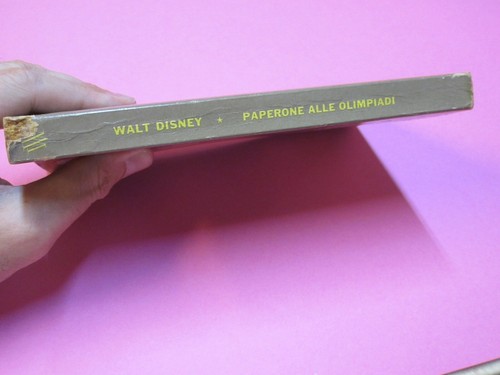 WALT DISNEY • PAPERONE ALLE OLIMPIADI